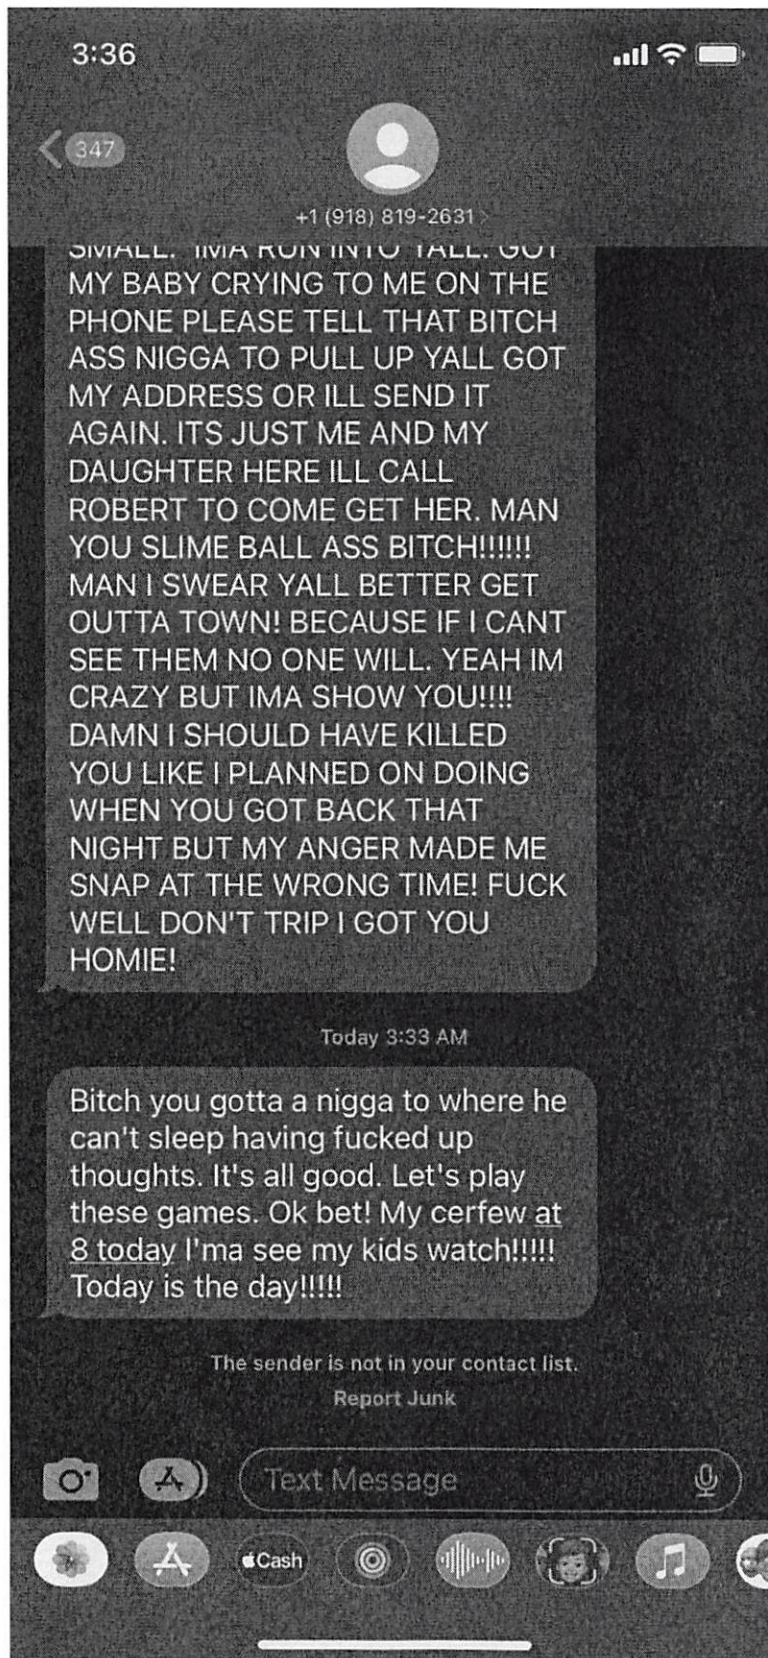 3:36
347
+1 (918) 819-2631 >
SMALL. IMA RUN INTO YALL. GOT
MY BABY CRYING TO ME ON THE
PHONE PLEASE TELL THAT BITCH
ASS NIGGA TO PULL UP YALL GOT
MY ADDRESS OR ILL SEND IT
AGAIN. ITS JUST ME AND MY
DAUGHTER HERE ILL CALL
ROBERT TO COME GET HER. MAN
YOU SLIME BALL ASS BITCH!!!!!!
MAN I SWEAR YALL BETTER GET
OUTTA TOWN! BECAUSE IF I CANT
SEE THEM NO ONE WILL. YEAH IM
CRAZY BUT IMA SHOW YOU!!!!
DAMN I SHOULD HAVE KILLED
YOU LIKE I PLANNED ON DOING
WHEN YOU GOT BACK THAT
NIGHT BUT MY ANGER MADE ME
SNAP AT THE WRONG TIME! FUCK
WELL DON'T TRIP I GOT YOU
HOMIE!
Today 3:33 AM
Bitch you gotta a nigga to where he
can't sleep having fucked up
thoughts. It's all good. Let's play
these games. Ok bet! My cerfew at
8 today I'ma see my kids watch!!!!!
Today is the day!!!!!
The sender is not in your contact list.
Report Junk
Text Message
Cash